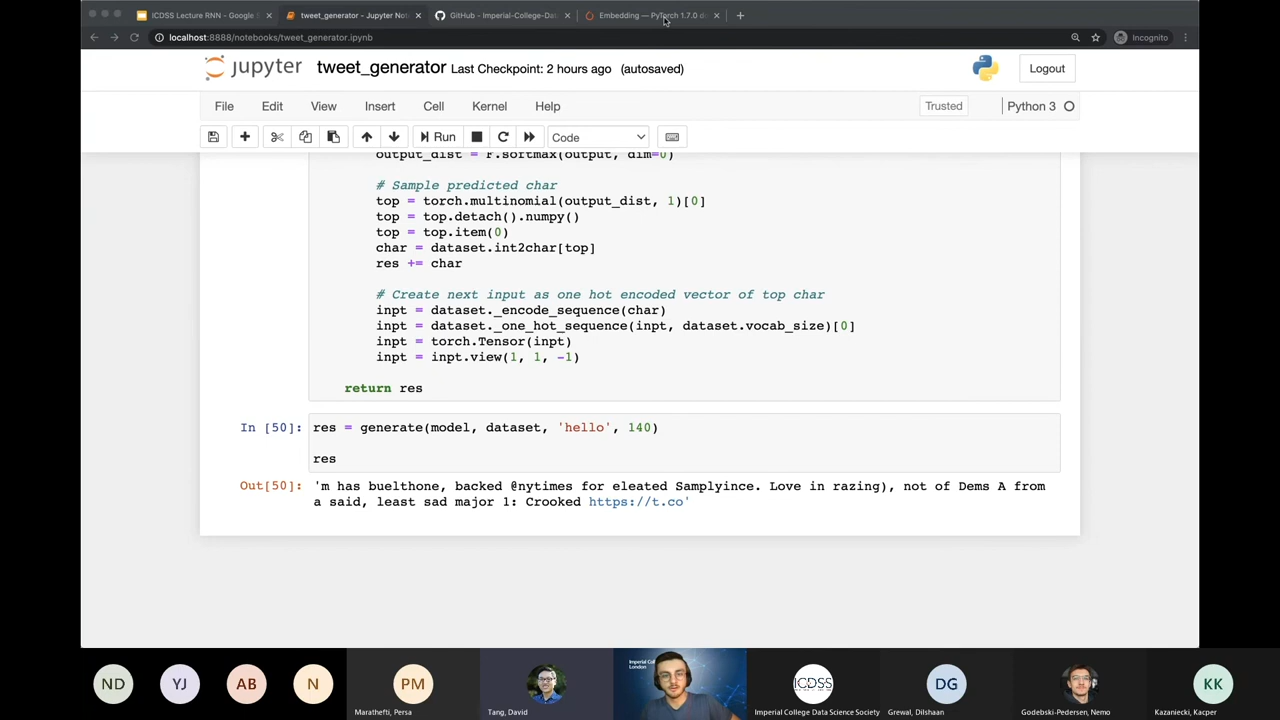 ICDSS Lecture RNN - Google S
tweet_generator - Jupyter Not
GitHub - Imperial-College-Dat
Embedding — PyTorch 1.7.0 d
localhost:8888/notebooks/tweet_generator.ipynb
Incognito
jupyter tweet_generator Last Checkpoint: 2 hours ago (autosaved)
Logout
File Edit View Insert Cell Kernel Help
Trusted
Python 3
Run
Code
output_dist = F.softmax(output, dim=0)
# Sample predicted char
top = torch.multinomial(output_dist, 1)[0]
top = top.detach().numpy()
top = top.item(0)
char = dataset.int2char[top]
res += char
# Create next input as one hot encoded vector of top char
inpt = dataset._encode_sequence(char)
inpt = dataset._one_hot_sequence(inpt, dataset.vocab_size)[0]
inpt = torch.Tensor(inpt)
inpt = inpt.view(1, 1, -1)
return res
In [50]: res = generate(model, dataset, 'hello', 140)
res
Out[50]: 'm has buelthone, backed @nytimes for eleated Samplyince. Love in razing), not of Dems A from
a said, least sad major 1: Crooked https://t.co'
ND
YJ
AB
N
PM
Marathefti, Persa
Tang, David
Imperial Col
London
ICDSS
Imperial College Data Science Society
DG
Grewal, Dilshaan
Godebski-Pedersen, Nemo
KK
Kazaniecki, Kacper